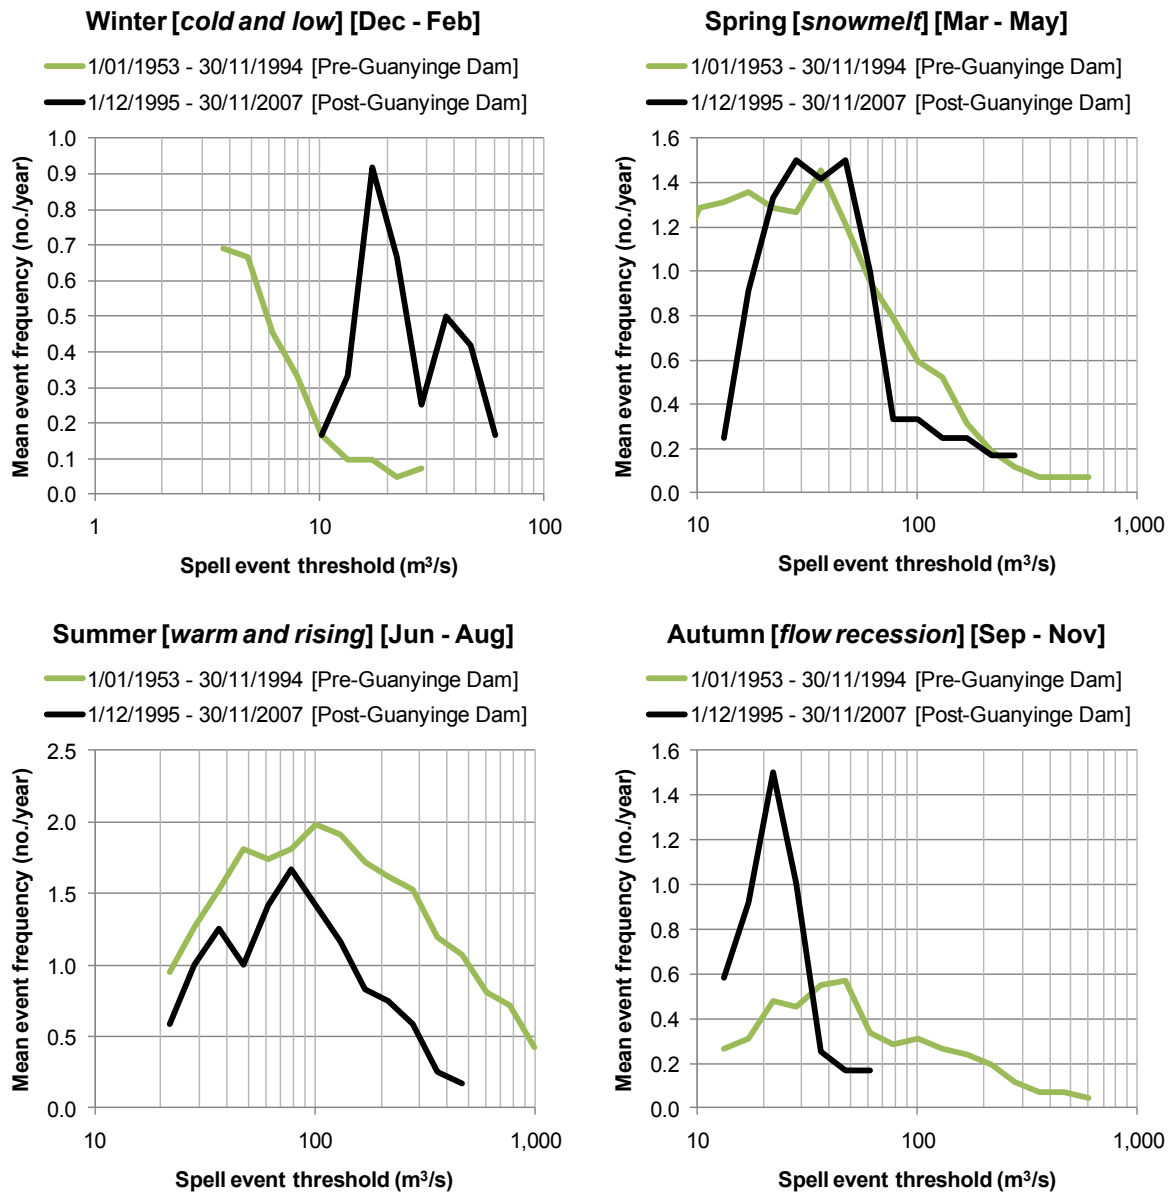 Winter [cold and low] [Dec - Feb]
1/01/1953 - 30/11/1994 [Pre-Guanyinge Dam]
1/12/1995 - 30/11/2007 [Post-Guanyinge Dam]
Mean event frequency (no./year)
1.0
0.9
0.8
0.7
0.6
0.5
0.4
0.3
0.2
0.1
0.0
1 10 100
Spell event threshold (m³/s)
Spring [snowmelt] [Mar - May]
1/01/1953 - 30/11/1994 [Pre-Guanyinge Dam]
1/12/1995 - 30/11/2007 [Post-Guanyinge Dam]
Mean event frequency (no./year)
1.6
1.4
1.2
1.0
0.8
0.6
0.4
0.2
0.0
10 100 1,000
Spell event threshold (m³/s)
Summer [warm and rising] [Jun - Aug]
1/01/1953 - 30/11/1994 [Pre-Guanyinge Dam]
1/12/1995 - 30/11/2007 [Post-Guanyinge Dam]
Mean event frequency (no./year)
2.5
2.0
1.5
1.0
0.5
0.0
10 100 1,000
Spell event threshold (m³/s)
Autumn [flow recession] [Sep - Nov]
1/01/1953 - 30/11/1994 [Pre-Guanyinge Dam]
1/12/1995 - 30/11/2007 [Post-Guanyinge Dam]
Mean event frequency (no./year)
1.6
1.4
1.2
1.0
0.8
0.6
0.4
0.2
0.0
10 100 1,000
Spell event threshold (m³/s)